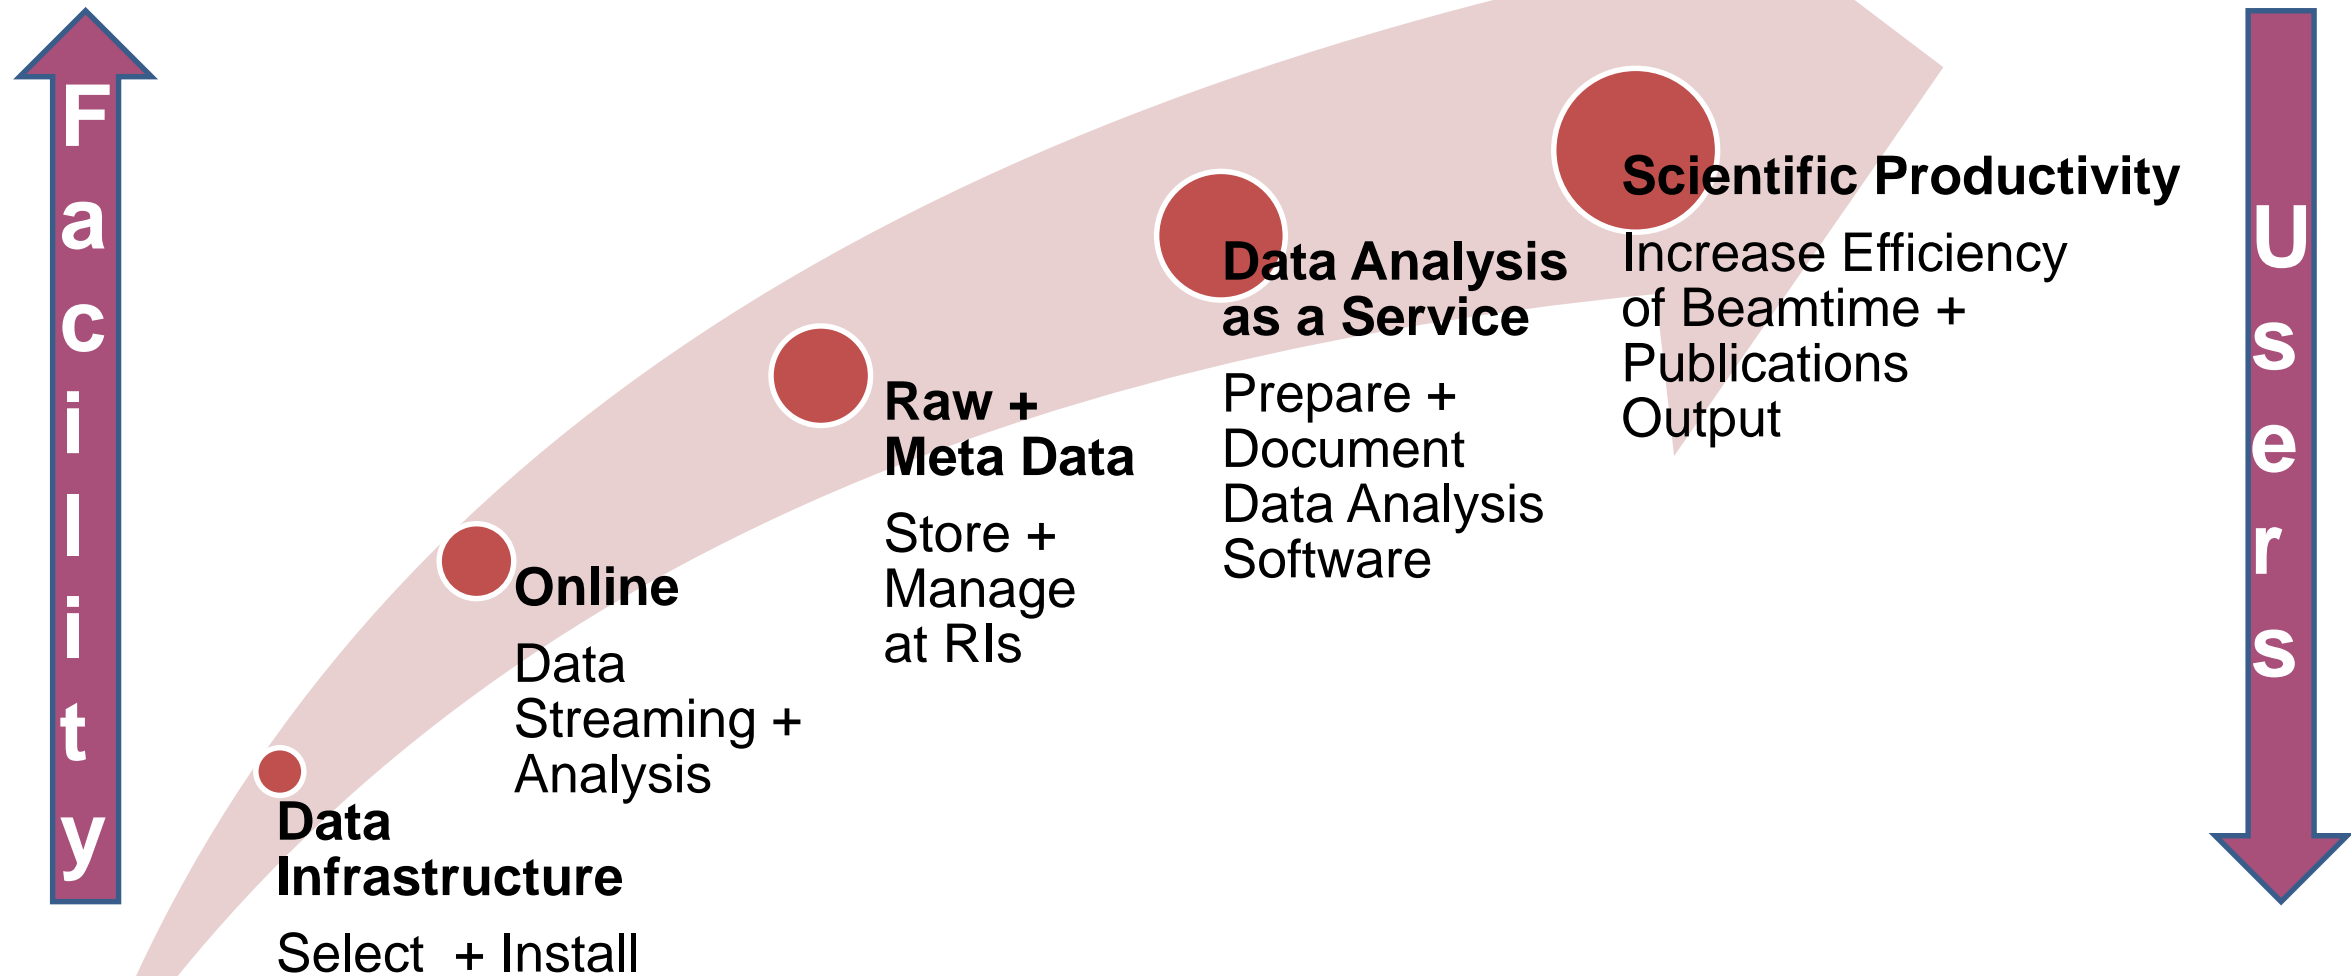 Facility
Data
Infrastructure
Select + Install
Online
Data
Streaming +
Analysis
Raw +
Meta Data
Store +
Manage
at RIs
Data Analysis
as a Service
Prepare +
Document
Data Analysis
Software
Scientific Productivity
Increase Efficiency
of Beamtime +
Publications
Output
Users